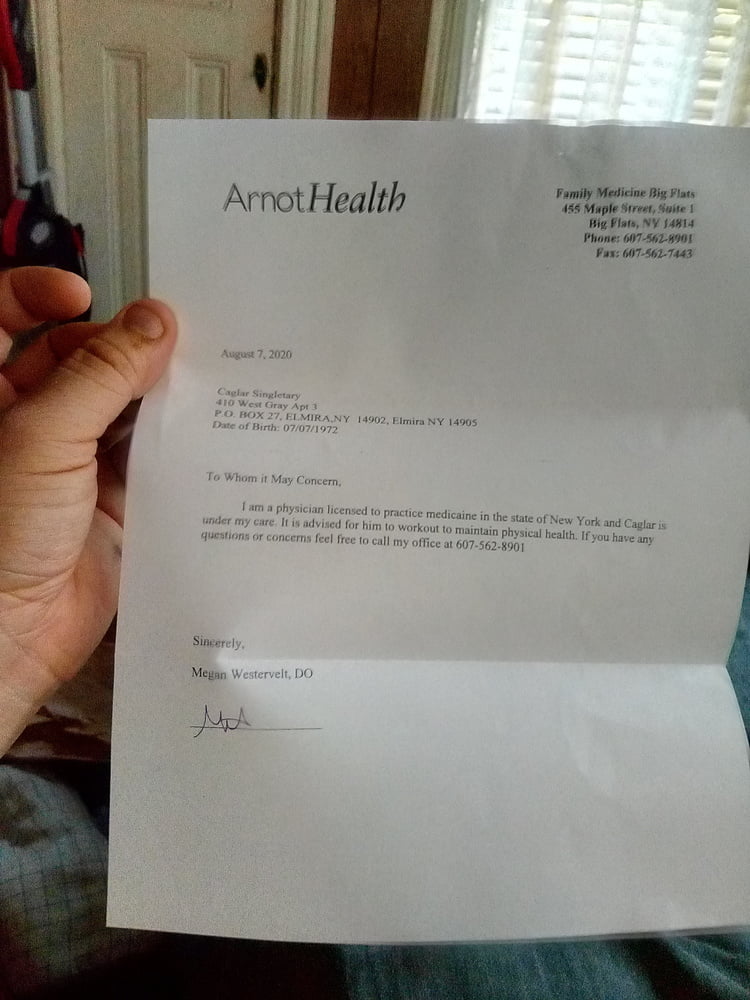 ArnotHealth
Family Medicine Big Flats
455 Maple Street, Suite 1
Big Flats, NY 14814
Phone: 607-562-8901
Fax: 607-562-7443
August 7, 2020
Caglar Singletary
410 West Gray Apt 3
P.O. BOX 27, ELMIRA,NY 14902, Elmira NY 14905
Date of Birth: 07/07/1972
To Whom it May Concern,
I am a physician licensed to practice medicaine in the state of New York and Caglar is
under my care. It is advised for him to workout to maintain physical health. If you have any
questions or concerns feel free to call my office at 607-562-8901
Sincerely,
Megan Westervelt, DO